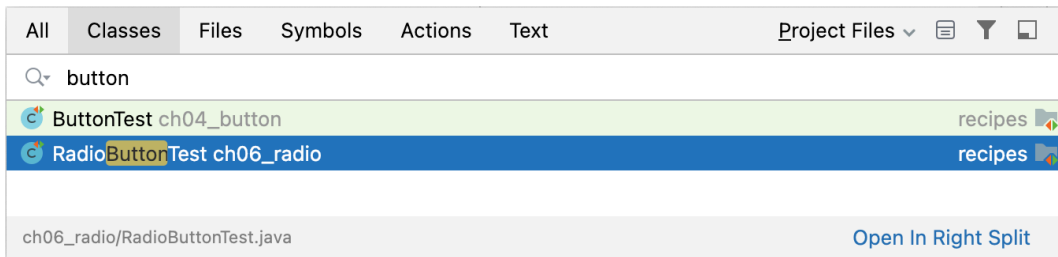 All Classes Files Symbols Actions Text Project Files
button
C ButtonTest ch04_button recipes
C RadioButtonTest ch06_radio recipes
ch06_radio/RadioButtonTest.java Open In Right Split